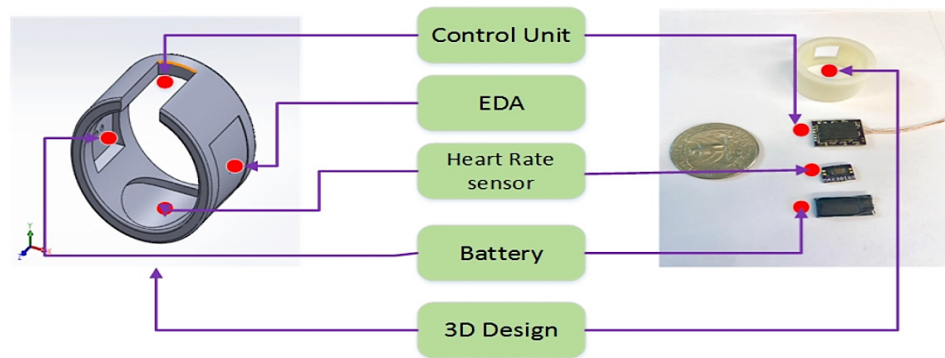 Control Unit
EDA
Heart Rate
sensor
Battery
3D Design